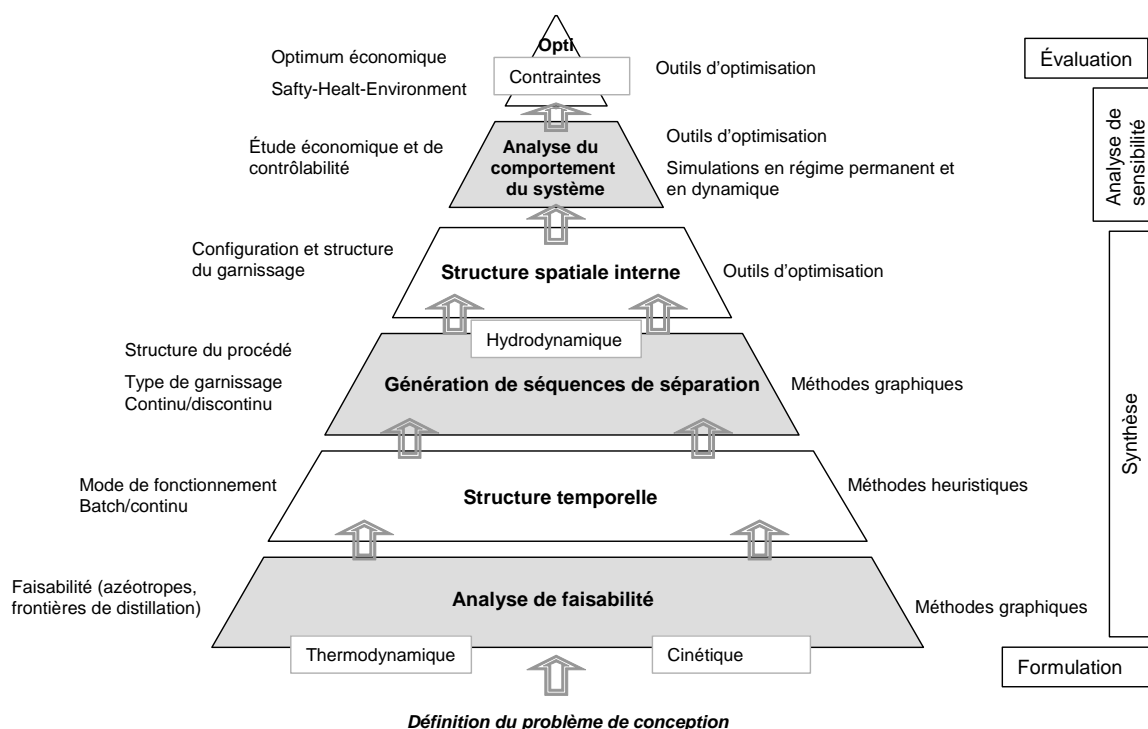 Opti
Optimum économique
Safty-Healt-Environment
Contraintes
Outils d'optimisation
Évaluation
Étude économique et de
contrôlabilité
Analyse du
comportement
du système
Outils d'optimisation
Simulations en régime permanent et
en dynamique
Analyse de
sensibilité
Configuration et structure
du garnissage
Structure spatiale interne
Outils d'optimisation
Hydrodynamique
Structure du procédé
Type de garnissage
Continu/discontinu
Génération de séquences de séparation
Méthodes graphiques
Synthèse
Mode de fonctionnement
Batch/continu
Structure temporelle
Méthodes heuristiques
Faisabilité (azéotropes,
frontières de distillation)
Analyse de faisabilité
Méthodes graphiques
Thermodynamique
Cinétique
Formulation
Définition du problème de conception